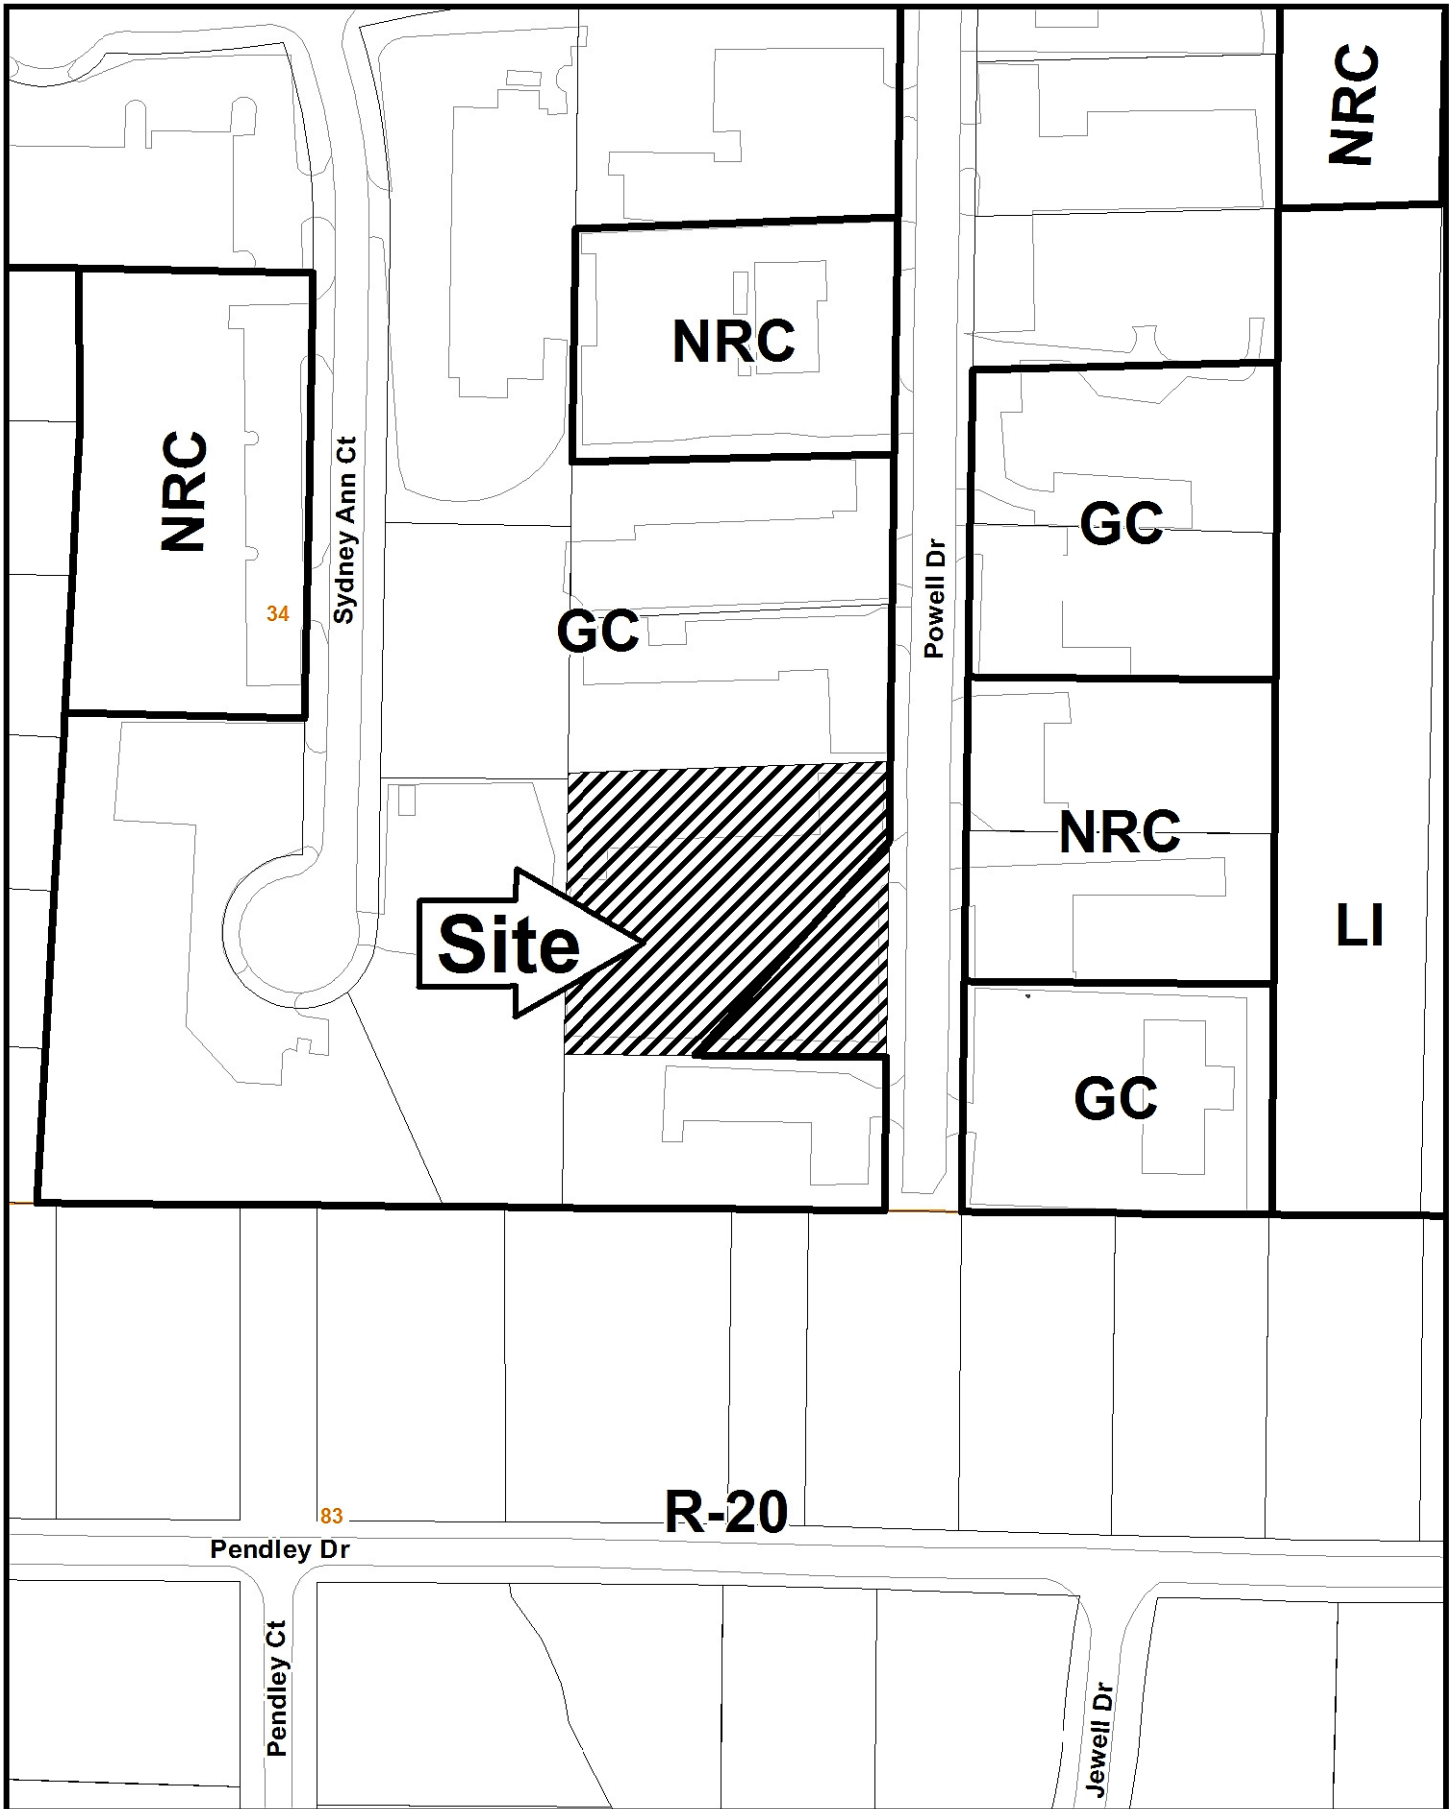 NRC
NRC
NRC
Sydney Ann Ct
GC
Powell Dr
34
GC
NRC
Site
LI
GC
R-20
83
Pendley Dr
Pendley Ct
Jewell Dr